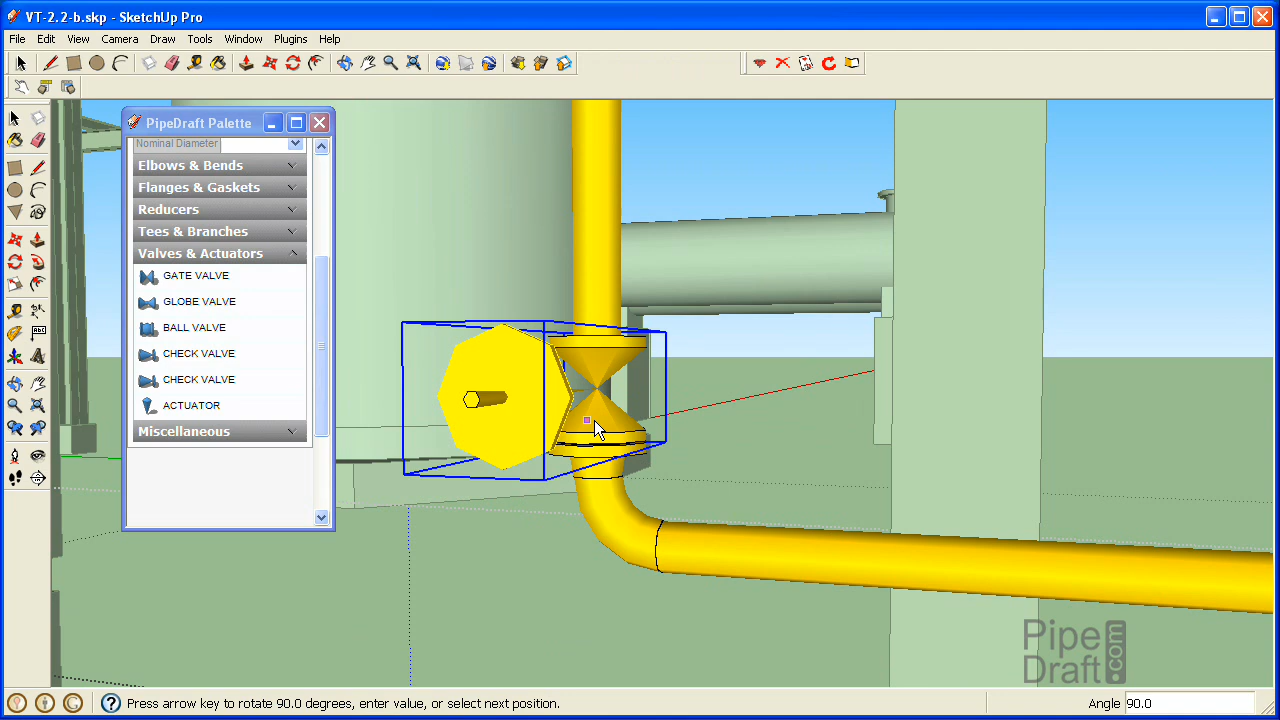 VT-2.2-b.skp - SketchUp Pro
File Edit View Camera Draw Tools Window Plugins Help
PipeDraft Palette
Nominal Diameter
Elbows & Bends
Flanges & Gaskets
Reducers
Tees & Branches
Valves & Actuators
GATE VALVE
GLOBE VALVE
BALL VALVE
CHECK VALVE
CHECK VALVE
ACTUATOR
Miscellaneous
Abc
Pipe
Draft.com
Press arrow key to rotate 90.0 degrees, enter value, or select next position.
Angle 90.0